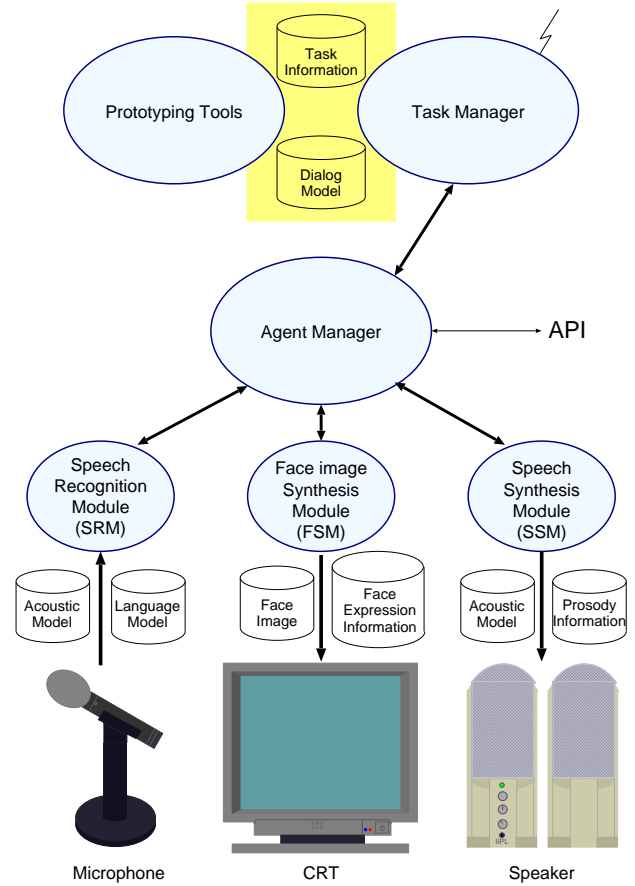 Task
Information
Prototyping Tools
Task Manager
Dialog
Model
Agent Manager
API
Speech
Recognition
Module
(SRM)
Face image
Synthesis
Module
(FSM)
Speech
Synthesis
Module
(SSM)
Acoustic
Model
Language
Model
Face
Image
Face
Expression
Information
Acoustic
Model
Prosody
Information
IIPL
Microphone
CRT
Speaker